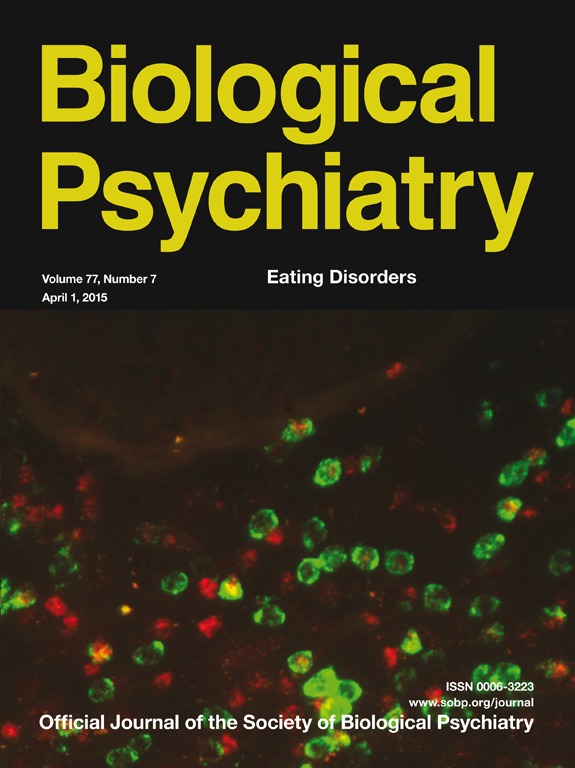 Biological
Psychiatry
Volume 77, Number 7
Eating Disorders
April 1, 2015
ISSN 0006-3223
www.sobp.org/journal
Official Journal of the Society of Biological Psychiatry